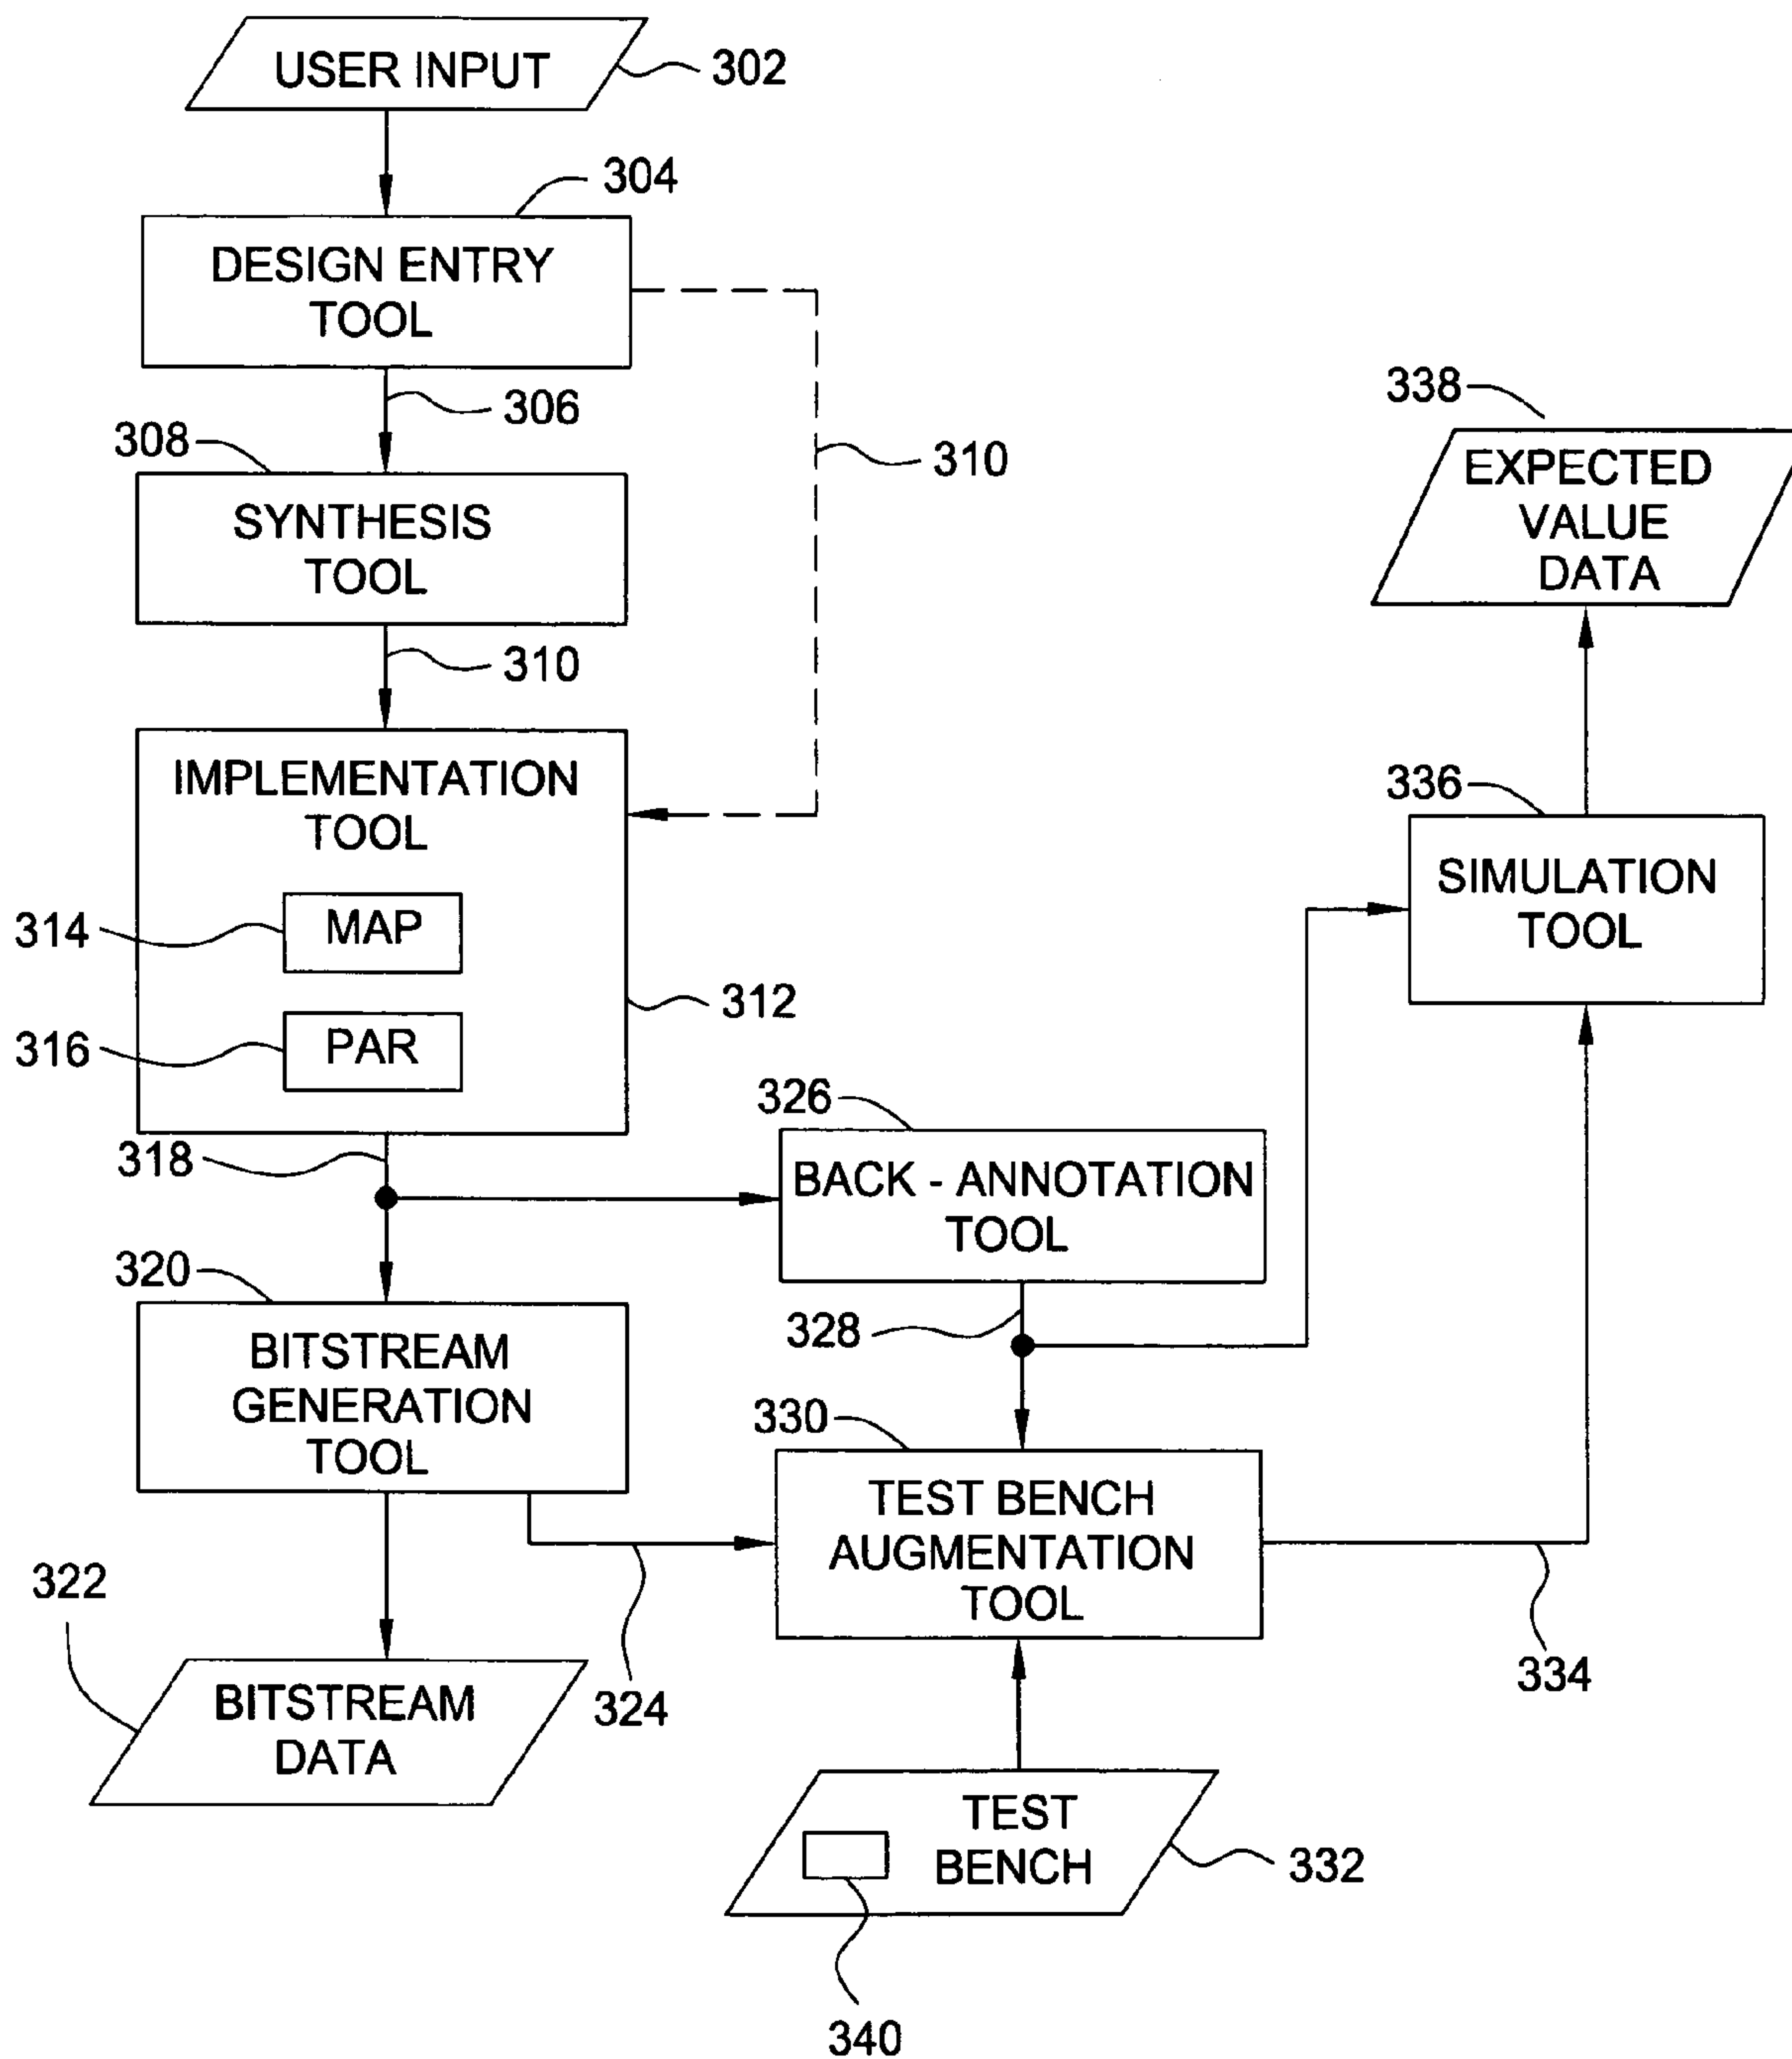 USER INPUT
302
304
DESIGN ENTRY
TOOL
306
308
310
SYNTHESIS
TOOL
310
IMPLEMENTATION
TOOL
314
MAP
312
316
PAR
318
326
BACK - ANNOTATION
TOOL
328
320
BITSTREAM
GENERATION
TOOL
322
BITSTREAM
DATA
324
330
TEST BENCH
AUGMENTATION
TOOL
334
TEST
BENCH
332
340
336
SIMULATION
TOOL
338
EXPECTED
VALUE
DATA